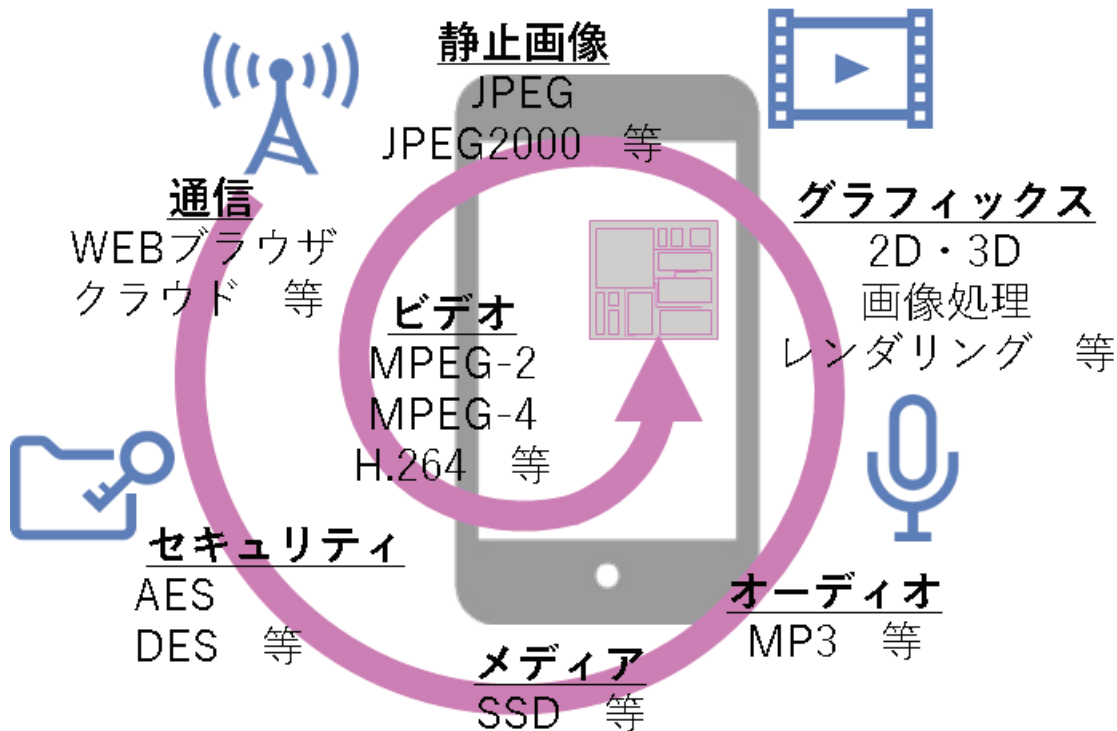 静止画像
JPEG
JPEG2000　等
通信
WEBブラウザ
クラウド　等
グラフィックス
2D・3D
画像処理
レンダリング　等
ビデオ
MPEG-2
MPEG-4
H.264　等
セキュリティ
AES
DES　等
オーディオ
MP3　等
メディア
SSD　等